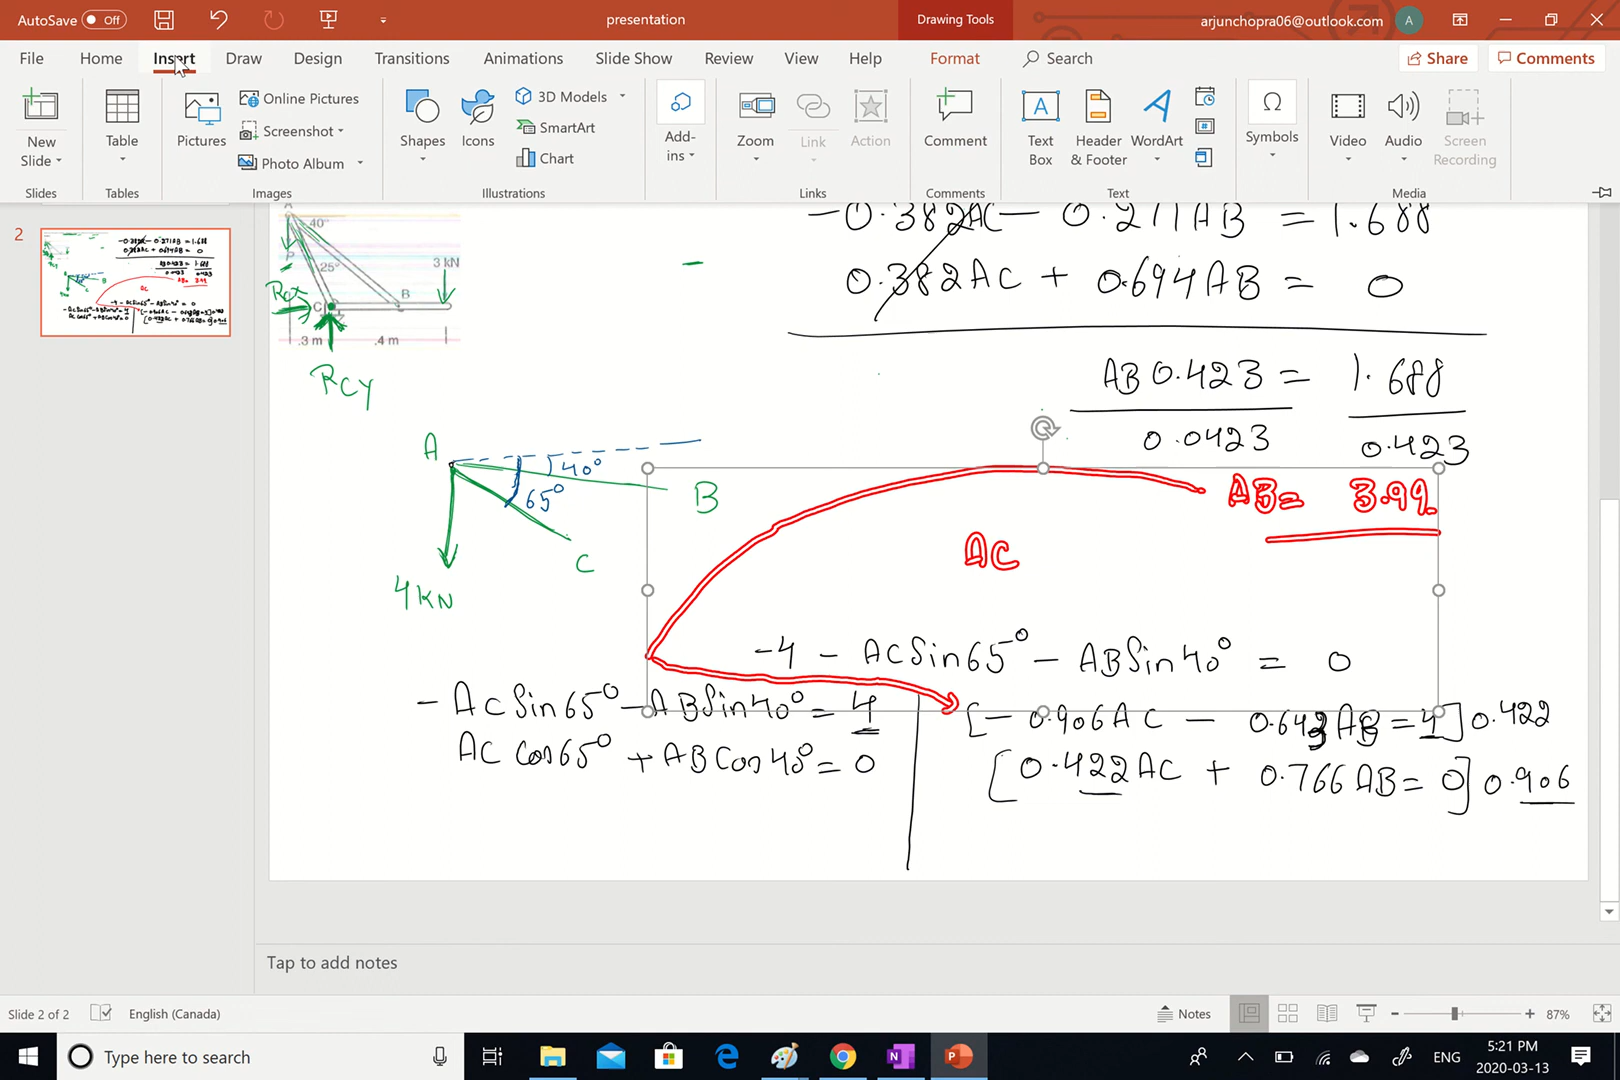 AutoSave Off
presentation
Drawing Tools
arjunchopra06@outlook.com
A
File Home Insert Draw Design Transitions Animations Slide Show Review View Help Format Search
Share
Comments
New Slide
Table
Pictures
Online Pictures
Screenshot
Photo Album
Shapes
Icons
3D Models
SmartArt
Chart
Add-ins
Zoom
Link
Action
Comment
Text Box
Header & Footer
WordArt
Symbols
Video
Audio
Screen Recording
Slides
Tables
Images
Illustrations
Links
Comments
Text
Media
2
40°
P
25°
3 kN
Rcx
C
B
.3 m
.4 m
RCY
-0.382AC - 0.271AB = 1.688
0.382AC + 0.694AB = 0
AB 0.423 = 1.688
0.0423 0.423
AB= 3.99
A
40°
65°
B
C
4KN
AC
-4 - ACSin65° - ABSin40° = 0
- ACSin65° - ABSin40° = 4
ACCos65° + ABCos40° = 0
[- 0.906AC - 0.643AB = 4] 0.422
[0.422AC + 0.766AB = 0] 0.906
Tap to add notes
Slide 2 of 2
English (Canada)
Notes
87%
Type here to search
ENG
5:21 PM
2020-03-13